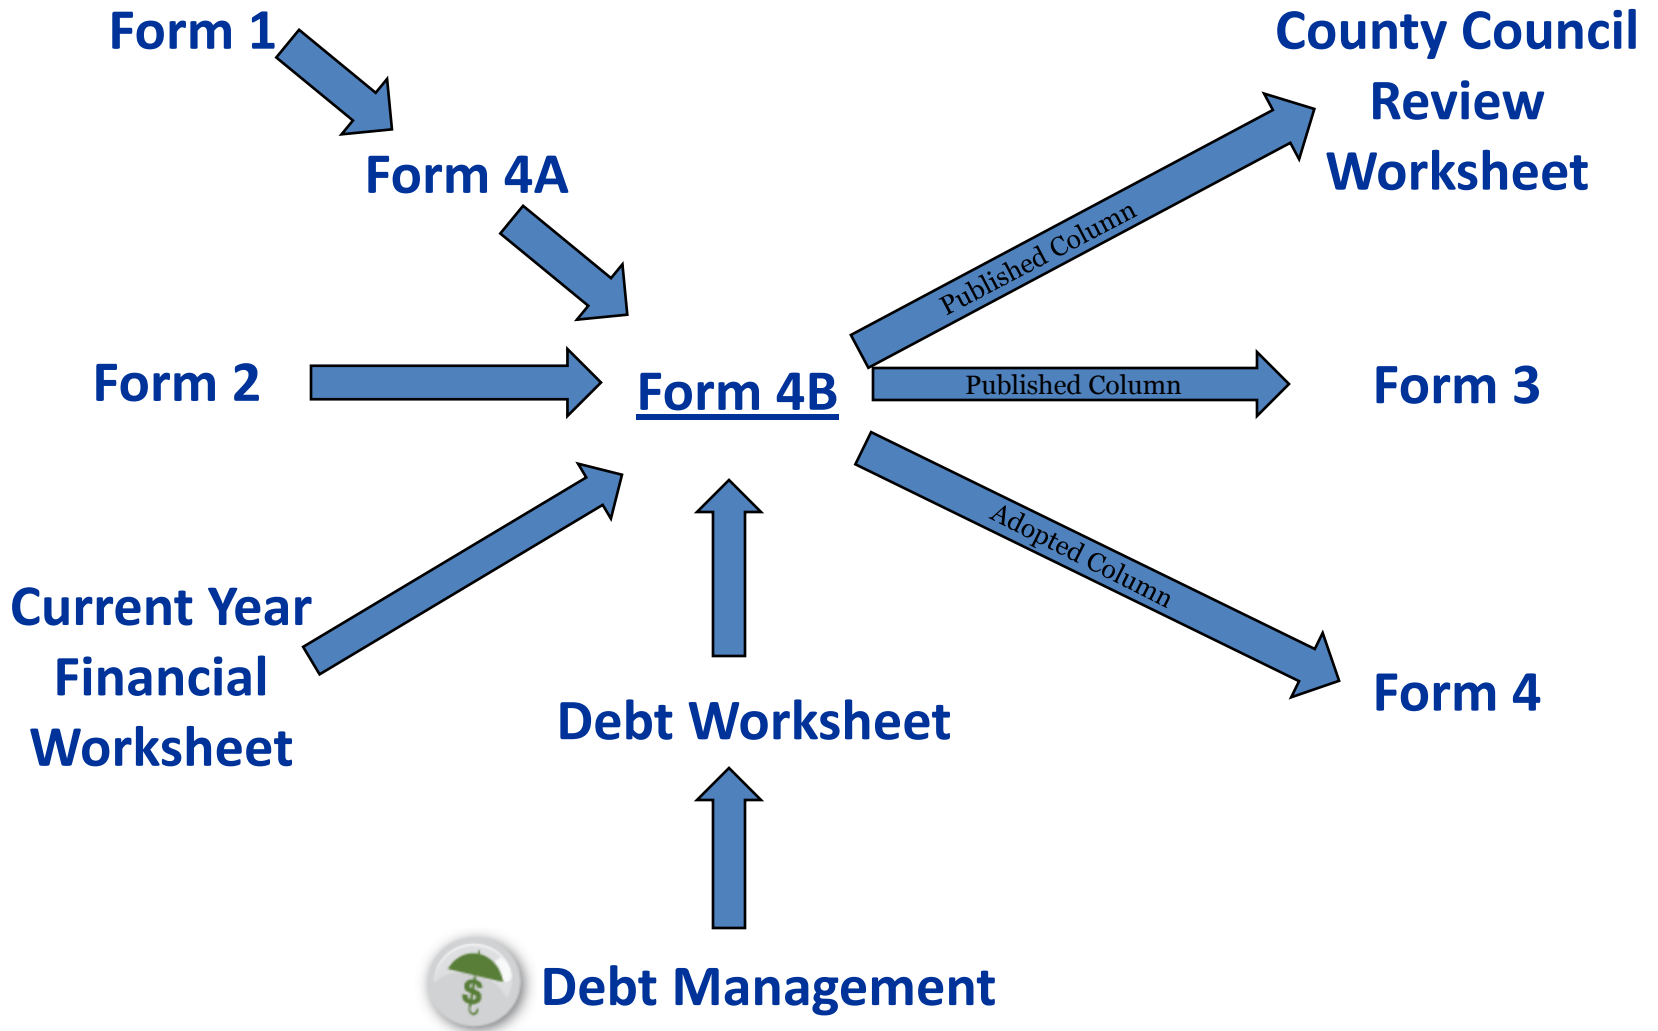 Form 1
County Council
Review
Worksheet
Form 4A
Published Column
Form 2
Form 4B
Published Column
Form 3
Adopted Column
Current Year
Financial
Worksheet
Form 4
Debt Worksheet
$
Debt Management